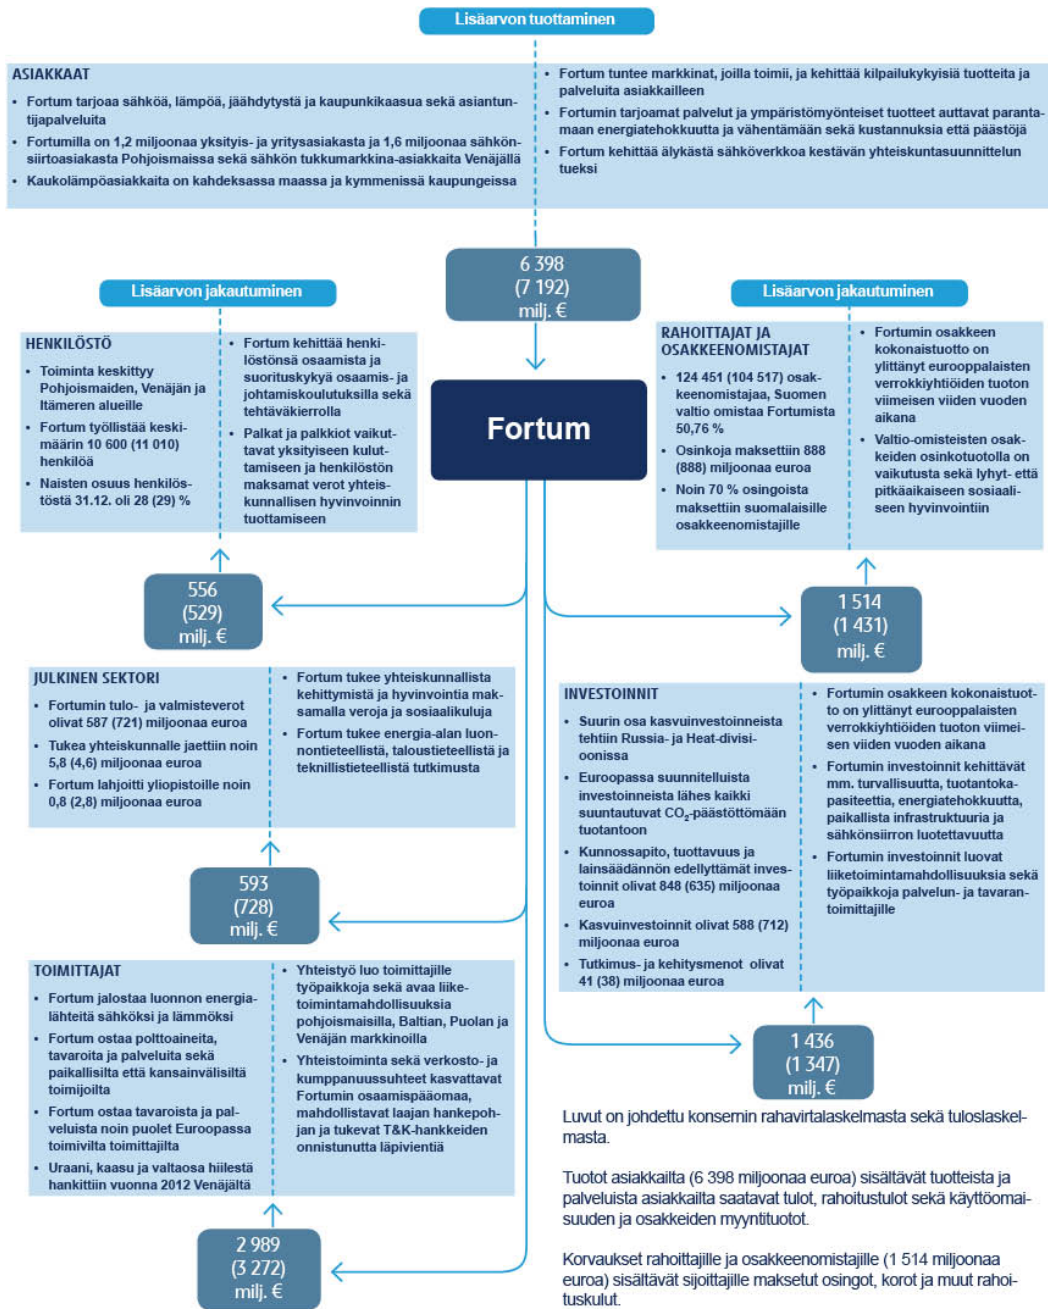 Lisäarvon tuottaminen
ASIAKKAAT
• Fortum tarjoaa sähköä, lämpöä, jäähdytystä ja kaupunkikaasua sekä asiantun-
tijapalveluita
• Fortumilla on 1,2 miljoonaa yksityis- ja yritysasiakasta ja 1,6 miljoonaa sähkön-
siirtoasiakasta Pohjoismaissa sekä sähkön tukkumarkkina-asiakkaita Venäjällä
• Kaukolämpöasiakkaita on kahdeksassa maassa ja kymmenissä kaupungeissa
• Fortum tuntee markkinat, joilla toimii, ja kehittää kilpailukykyisiä tuotteita ja
palveluita asiakkailleen
• Fortumin tarjoamat palvelut ja ympäristömyönteiset tuotteet auttavat paranta-
maan energiatehokkuutta ja vähentämään sekä kustannuksia että päästöjä
• Fortum kehittää älykästä sähköverkkoa kestävän yhteiskuntasuunnittelun
tueksi
6 398
(7 192)
milj. €
Fortum
Lisäarvon jakautuminen
HENKILÖSTÖ
• Toiminta keskittyy
Pohjoismaiden, Venäjän ja
Itämeren alueille
• Fortum työllistää keski-
määrin 10 600 (11 010)
henkilöä
• Naisten osuus henkilös-
töstä 31.12. oli 28 (29) %
• Fortum kehittää henki-
löstönsä osaamista ja
suorituskykyä osaamis- ja
johtamiskoulutuksilla sekä
tehtäväkierrolla
• Palkat ja palkkiot vaikut-
tavat yksityiseen kulut-
tamiseen ja henkilöstön
maksamat verot yhteis-
kunnallisen hyvinvoinnin
tuottamiseen
556
(529)
milj. €
Lisäarvon jakautuminen
RAHOITTAJAT JA
OSAKKEENOMISTAJAT
• 124 451 (104 517) osak-
keenomistajaa, Suomen
valtio omistaa Fortumista
50,76 %
• Osinkoja maksettiin 888
(888) miljoonaa euroa
• Noin 70 % osingoista
maksettiin suomalaisille
osakkeenomistajille
• Fortumin osakkeen
kokonaistuotto on
ylittänyt eurooppalaisten
verrokkiyhtiöiden tuoton
viimeisen viiden vuoden
aikana
• Valtio-omisteisten osak-
keiden osinkotuotolla on
vaikutusta sekä lyhyt- että
pitkäaikaiseen sosiaali-
seen hyvinvointiin
1 514
(1 431)
milj. €
JULKINEN SEKTORI
• Fortumin tulo- ja valmisteverot
olivat 587 (721) miljoonaa euroa
• Tukea yhteiskunnalle jaettiin noin
5,8 (4,6) miljoonaa euroa
• Fortum lahjoitti yliopistoille noin
0,8 (2,8) miljoonaa euroa
• Fortum tukee yhteiskunnallista
kehittymistä ja hyvinvointia mak-
samalla veroja ja sosiaalikuluja
• Fortum tukee energia-alan luon-
nontieteellistä, taloustieteellistä ja
teknillistieteellistä tutkimusta
593
(728)
milj. €
INVESTOINNIT
• Suurin osa kasvuinvestoinneista
tehtiin Russia- ja Heat-divisi-
oonissa
• Euroopassa suunnitelluista
investoinneista lähes kaikki
suuntautuvat CO₂-päästöttömään
tuotantoon
• Kunnossapito, tuottavuus ja
lainsäädännön edellyttämät inves-
toinnit olivat 848 (635) miljoonaa
euroa
• Kasvuinvestoinnit olivat 588 (712)
miljoonaa euroa
• Tutkimus- ja kehitysmenot olivat
41 (38) miljoonaa euroa
• Fortumin osakkeen kokonaistuot-
to on ylittänyt eurooppalaisten
verrokkiyhtiöiden tuoton viimei-
sen viiden vuoden aikana
• Fortumin investoinnit kehittävät
mm. turvallisuutta, tuotantoka-
pasiteettia, energiatehokkuutta,
paikallista infrastruktuuria ja
sähkönsiirron luotettavuutta
• Fortumin investoinnit luovat
liiketoimintamahdollisuuksia sekä
työpaikkoja palvelun- ja tavaran-
toimittajille
1 436
(1 347)
milj. €
TOIMITTAJAT
• Fortum jalostaa luonnon energia-
lähteitä sähköksi ja lämmöksi
• Fortum ostaa polttoaineita,
tavaroita ja palveluita sekä
paikallisilta että kansainvälisiltä
toimijoilta
• Fortum ostaa tavaroista ja pal-
veluista noin puolet Euroopassa
toimivilta toimittajilta
• Uraani, kaasu ja valtaosa hiilestä
hankittiin vuonna 2012 Venäjältä
• Yhteistyö luo toimittajille
työpaikkoja sekä avaa liike-
toimintamahdollisuuksia
pohjoismaisilla, Baltian, Puolan ja
Venäjän markkinoilla
• Yhteistoiminta sekä verkosto- ja
kumppanuussuhteet kasvattavat
Fortumin osaamispääomaa,
mahdollistavat laajan hankepoh-
jan ja tukevat T&K-hankkeiden
onnistunutta läpivientiä
2 989
(3 272)
milj. €
Luvut on johdettu konsernin rahavirtalaskelmasta sekä tuloslaskel-
masta.
Tuotot asiakkailta (6 398 miljoonaa euroa) sisältävät tuotteista ja
palveluista asiakkailta saatavat tulot, rahoitustulot sekä käyttöomai-
suuden ja osakkeiden myyntituotot.
Korvaukset rahoittajille ja osakkeenomistajille (1 514 miljoonaa
euroa) sisältävät sijoittajille maksetut osingot, korot ja muut rahoi-
tuskulut.